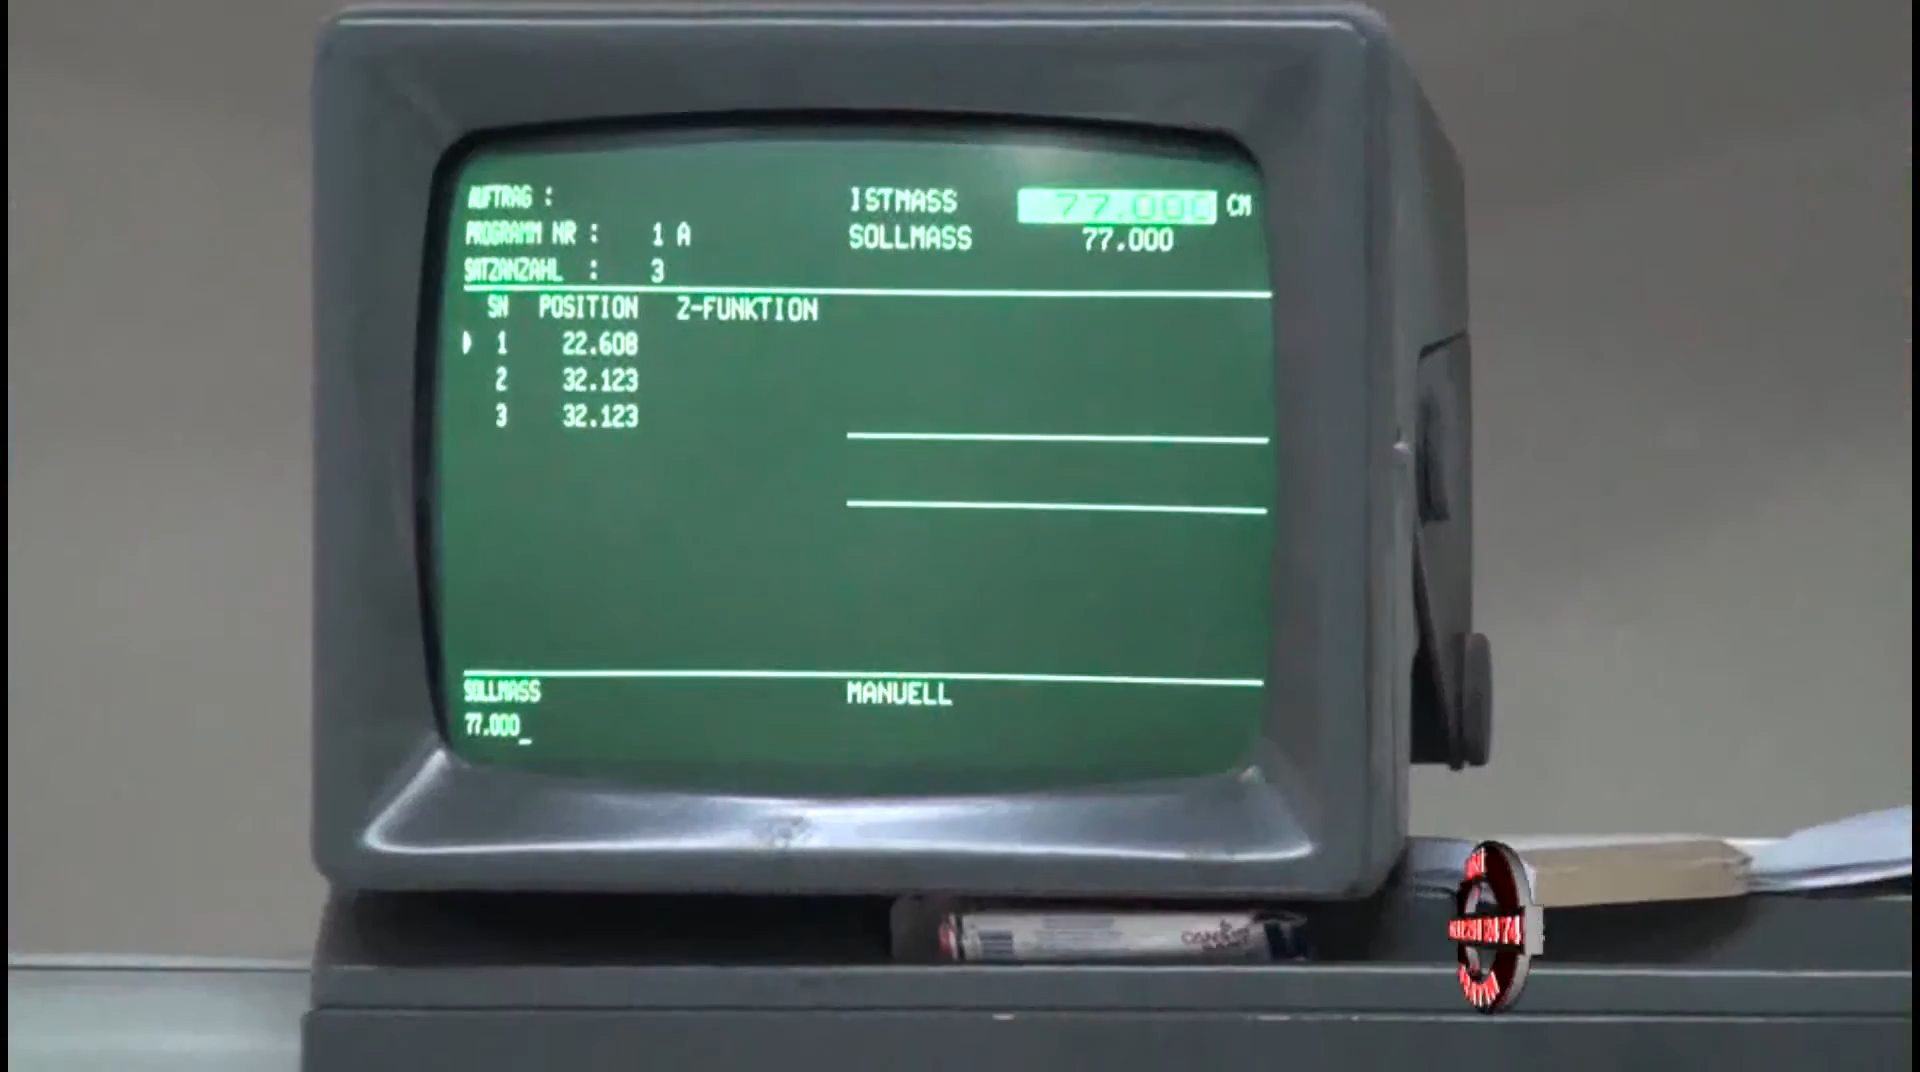 AUFTRAG :
ISTMASS 77.000 CM
PROGRAMM NR : 1 A
SOLLMASS 77.000
SATZANZAHL : 3
SN POSITION Z-FUNKTION
1 22.608
2 32.123
3 32.123
SOLLMASS
MANUELL
77.000_